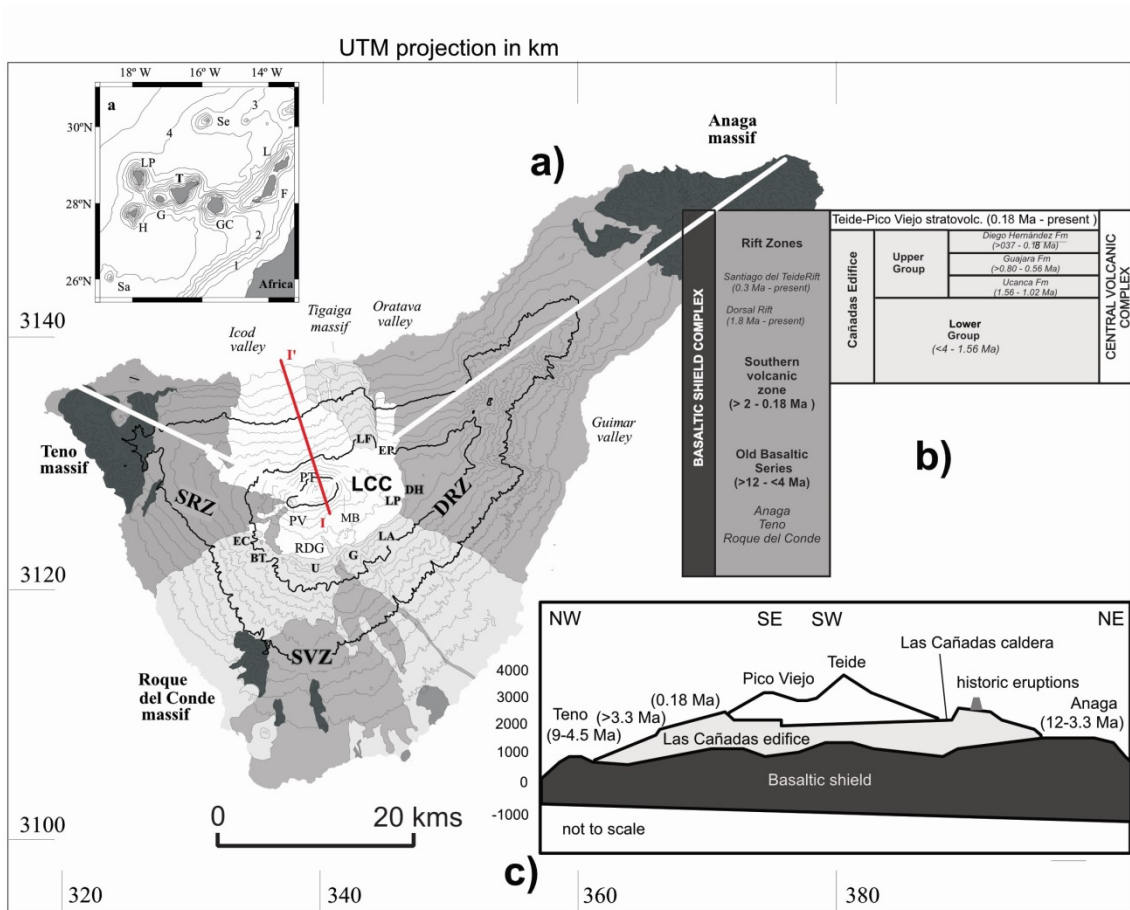 UTM projection in km
18º W
16º W
14º W
a
30ºN
28ºN
26ºN
4
3
Se
LP
T
L
G
F
H
GC
2
1
Sa
Africa
a)
Anaga
massif
3140
3120
3100
320
340
360
380
Icod
valley
Tigaiga
massif
Oratava
valley
Guimar
valley
I'
I
Teno
massif
SRZ
LF
EP
PT
LCC
LP
DH
DRZ
PV
MB
EC
BT
RDG
LA
U
G
SVZ
Roque
del Conde
massif
0
20 kms
BASALTIC SHIELD COMPLEX
Rift Zones
Santiago del TeideRift
(0.3 Ma - present)
Dorsal Rift
(1.8 Ma - present)
Southern
volcanic
zone
(> 2 - 0.18 Ma )
Old Basaltic
Series
(>12 - <4 Ma)
Anaga
Teno
Roque del Conde
Teide-Pico Viejo stratovolc. (0.18 Ma - present )
Cañadas Edifice
Upper
Group
Diego Hernández Fm
(>037 - 0.18 Ma)
Guajara Fm
(>0.80 - 0.56 Ma)
Ucanca Fm
(1.56 - 1.02 Ma)
Lower
Group
(<4 - 1.56 Ma)
CENTRAL VOLCANIC
COMPLEX
b)
c)
NW
SE
SW
NE
4000
3000
2000
1000
0
-1000
Las Cañadas caldera
Teide
Pico Viejo
historic eruptions
(0.18 Ma)
Teno
(9-4.5 Ma)
(>3.3 Ma)
Anaga
(12-3.3 Ma)
Las Cañadas edifice
Basaltic shield
not to scale